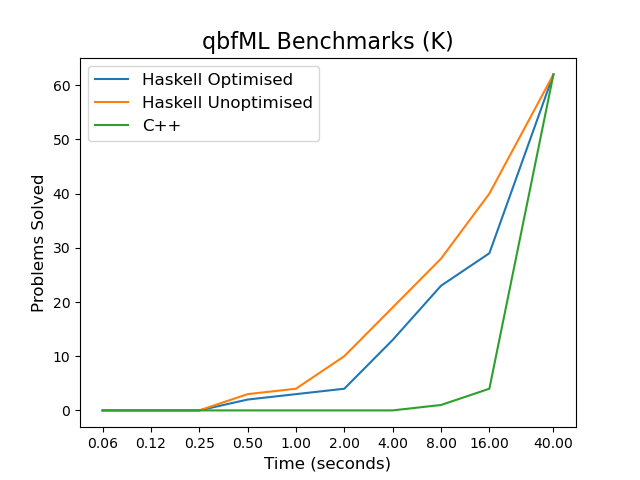 qbfML Benchmarks (K)
Haskell Optimised
Haskell Unoptimised
C++
Problems Solved
60
50
40
30
20
10
0
0.06 0.12 0.25 0.50 1.00 2.00 4.00 8.00 16.00 40.00
Time (seconds)